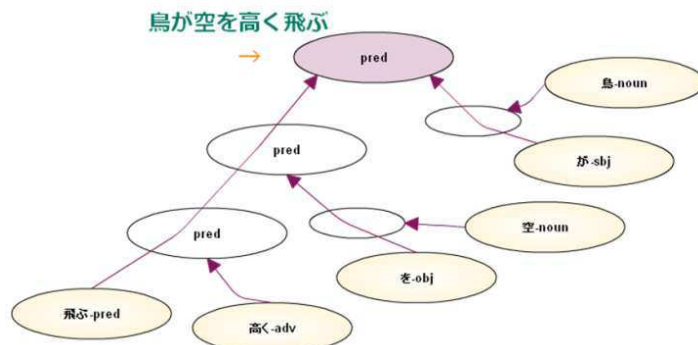 鳥が空を高く飛ぶ
→
pred
鳥-noun
が-sbj
pred
空-noun
pred
を-obj
飛ぶ-pred
高く-adv